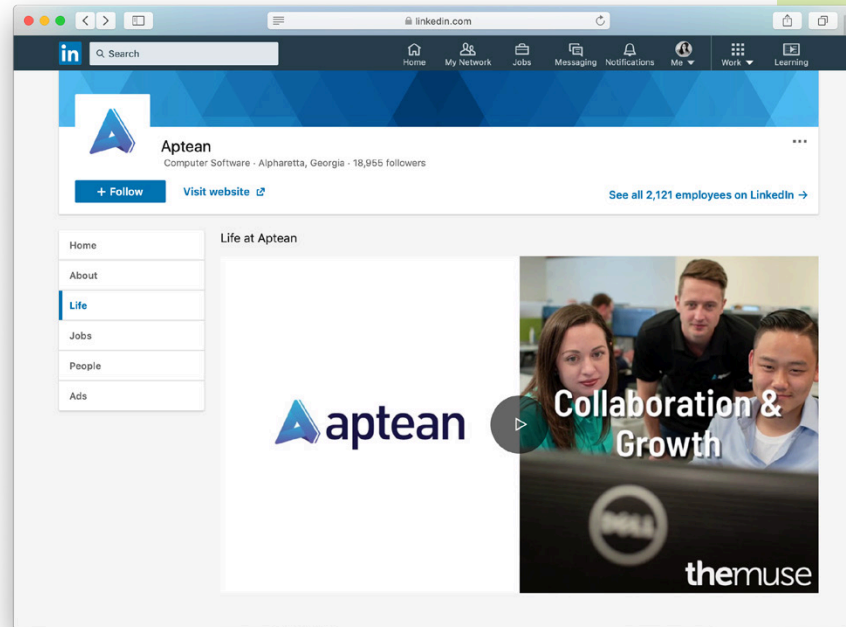 linkedin.com
in
Search
Home
My Network
Jobs
Messaging
Notifications
Me
Work
Learning
Aptean
Computer Software · Alpharetta, Georgia · 18,955 followers
+ Follow
Visit website
See all 2,121 employees on LinkedIn →
Home
About
Life
Jobs
People
Ads
Life at Aptean
aptean
Collaboration &
Growth
DELL
themuse